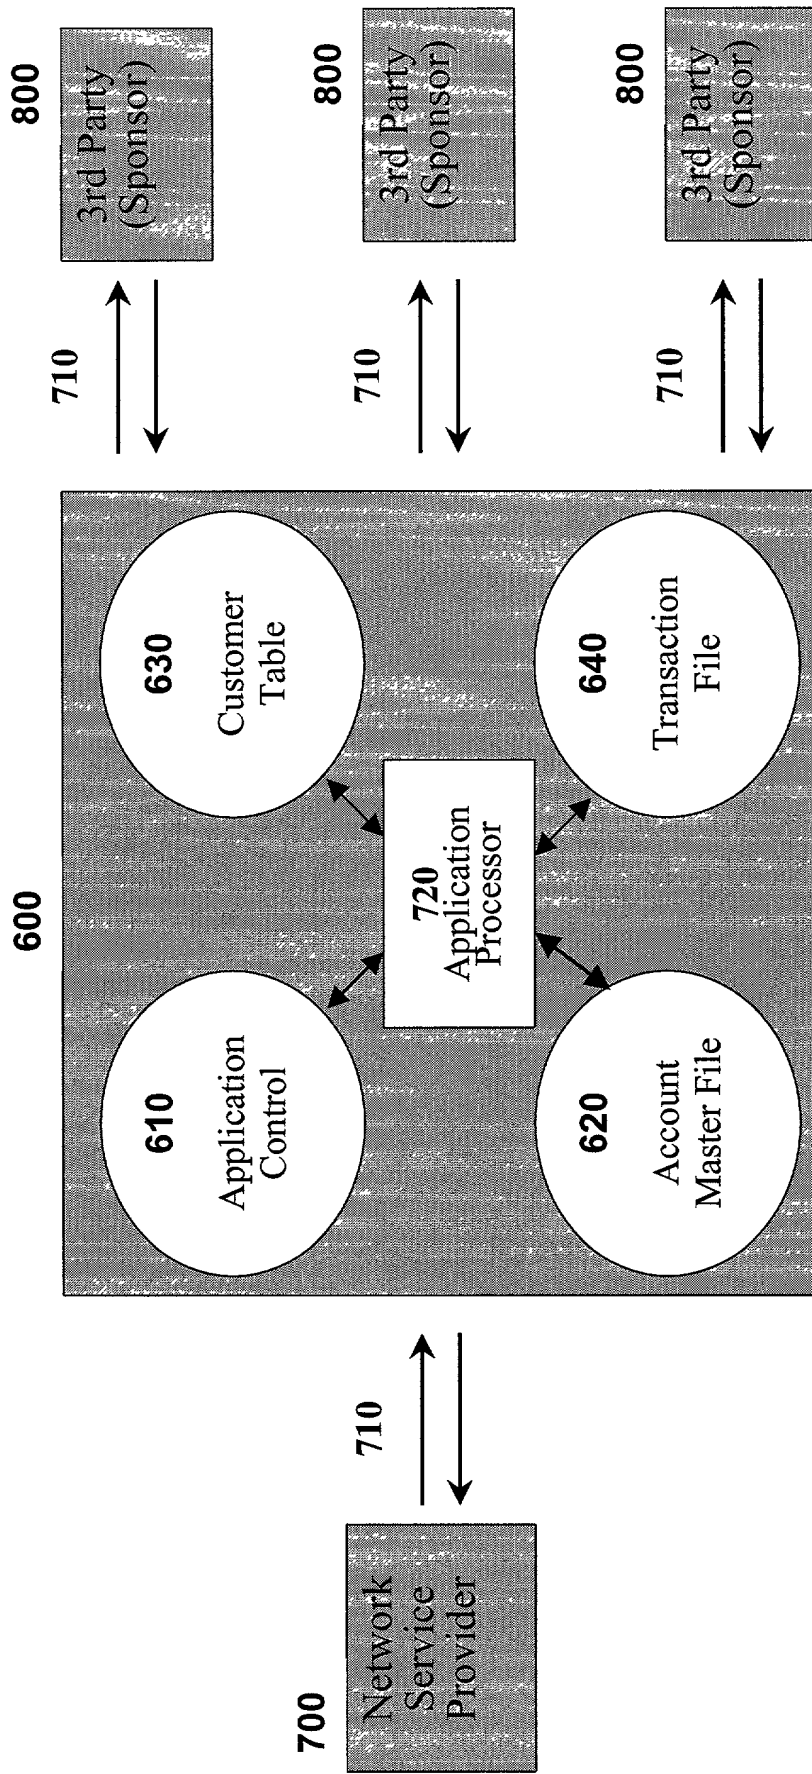 700
Network
Service
Provider
710
600
610
Application
Control
630
Customer
Table
720
Application
Processor
620
Account
Master File
640
Transaction
File
710
800
3rd Party
(Sponsor)
710
800
3rd Party
(Sponsor)
710
800
3rd Party
(Sponsor)